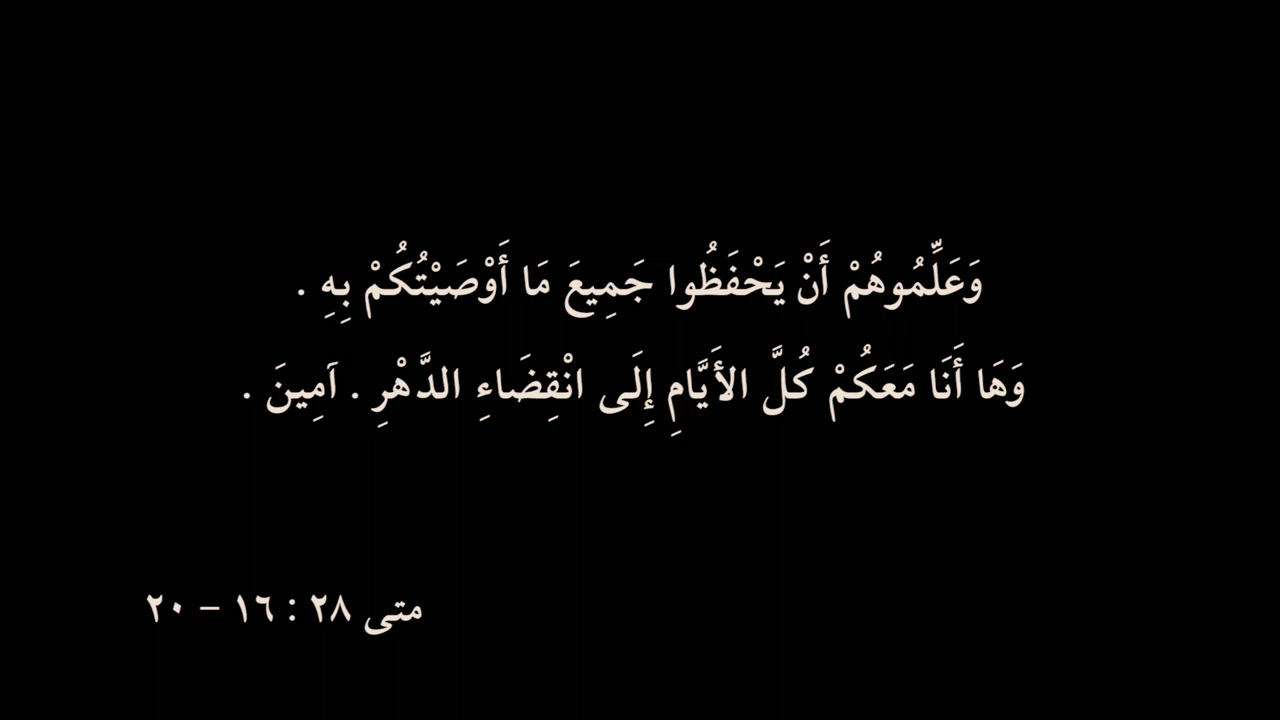 وَعَلِّمُوهُمْ أَنْ يَحْفَظُوا جَمِيعَ مَا أَوْصَيْتُكُمْ بِهِ .
وَهَا أَنَا مَعَكُمْ كُلَّ الأَيَّامِ إِلَى انْقِضَاءِ الدَّهْرِ . آمِينَ .
متى ٢٨ : ١٦ – ٢٠